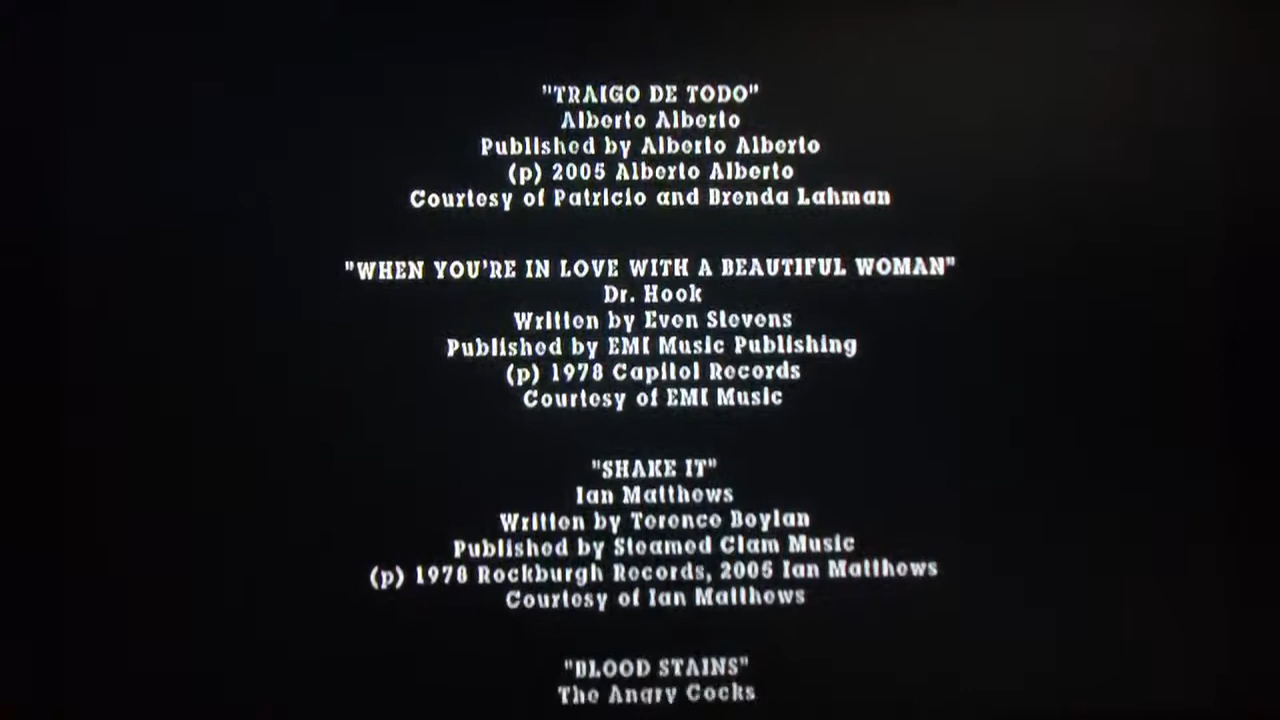 "TRAIGO DE TODO"
Alberto Alberto
Published by Alberto Alberto
(p) 2005 Alberto Alberto
Courtesy of Patricio and Brenda Lahman
"WHEN YOU'RE IN LOVE WITH A BEAUTIFUL WOMAN"
Dr. Hook
Written by Even Stevens
Published by EMI Music Publishing
(p) 1978 Capitol Records
Courtesy of EMI Music
"SHAKE IT"
Ian Matthews
Written by Terence Boylan
Published by Steamed Clam Music
(p) 1978 Rockburgh Records, 2005 Ian Matthews
Courtesy of Ian Matthews
"BLOOD STAINS"
The Angry Cocks